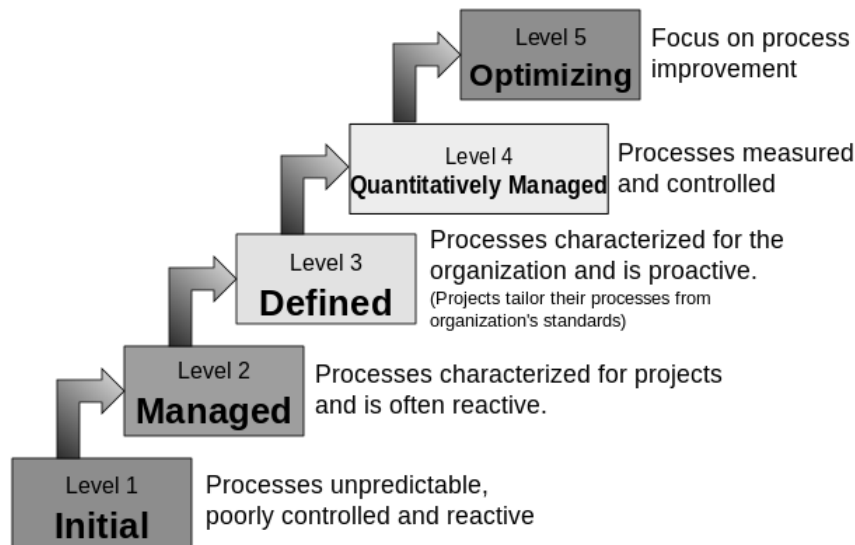 Level 5
Optimizing
Focus on process
improvement
Level 4
Quantitatively Managed
Processes measured
and controlled
Level 3
Defined
Processes characterized for the
organization and is proactive.
(Projects tailor their processes from
organization's standards)
Level 2
Managed
Processes characterized for projects
and is often reactive.
Level 1
Initial
Processes unpredictable,
poorly controlled and reactive